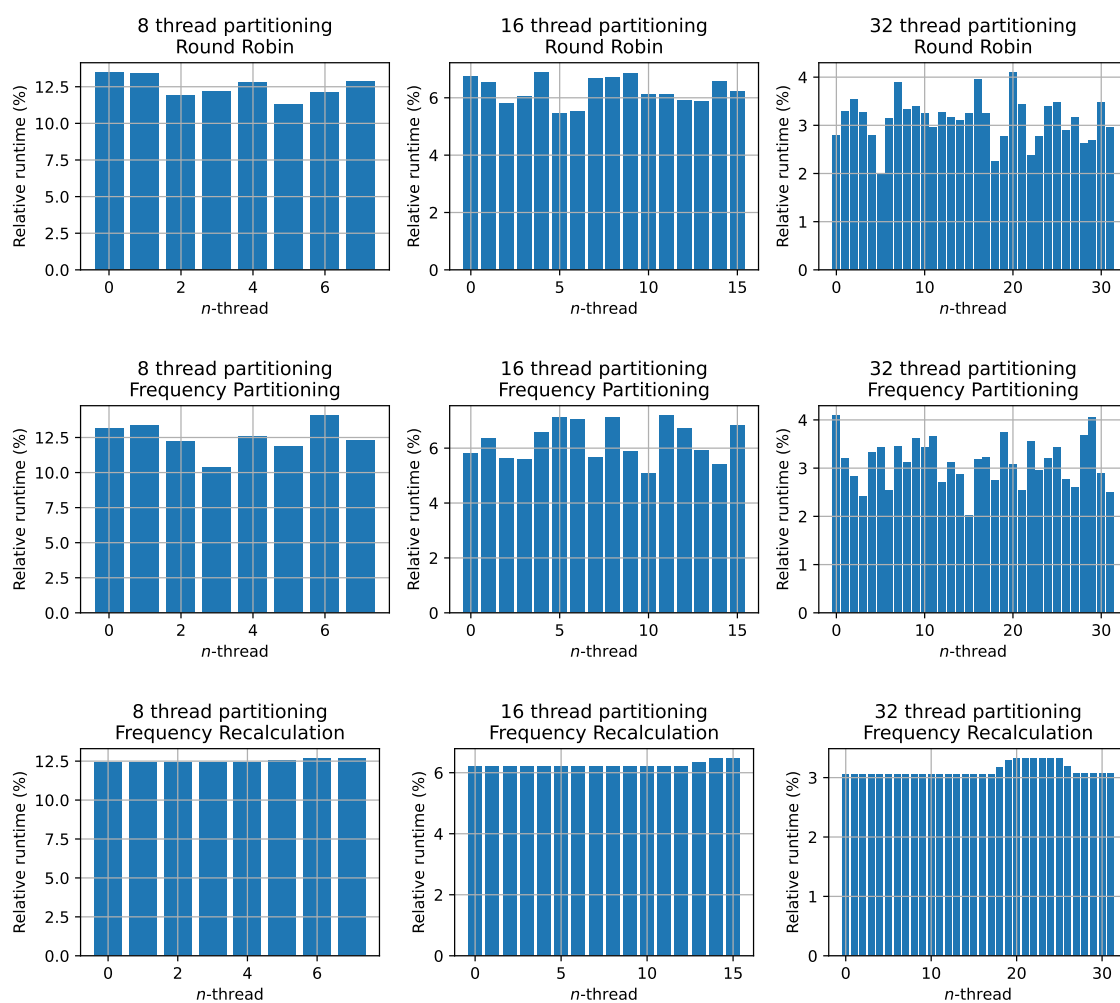 8 thread partitioning
Round Robin
Relative runtime (%)
12.5
10.0
7.5
5.0
2.5
0.0
0 2 4 6
n-thread
16 thread partitioning
Round Robin
Relative runtime (%)
6
4
2
0
0 5 10 15
n-thread
32 thread partitioning
Round Robin
Relative runtime (%)
4
3
2
1
0
0 10 20 30
n-thread
8 thread partitioning
Frequency Partitioning
Relative runtime (%)
12.5
10.0
7.5
5.0
2.5
0.0
0 2 4 6
n-thread
16 thread partitioning
Frequency Partitioning
Relative runtime (%)
6
4
2
0
0 5 10 15
n-thread
32 thread partitioning
Frequency Partitioning
Relative runtime (%)
4
3
2
1
0
0 10 20 30
n-thread
8 thread partitioning
Frequency Recalculation
Relative runtime (%)
12.5
10.0
7.5
5.0
2.5
0.0
0 2 4 6
n-thread
16 thread partitioning
Frequency Recalculation
Relative runtime (%)
6
4
2
0
0 5 10 15
n-thread
32 thread partitioning
Frequency Recalculation
Relative runtime (%)
3
2
1
0
0 10 20 30
n-thread